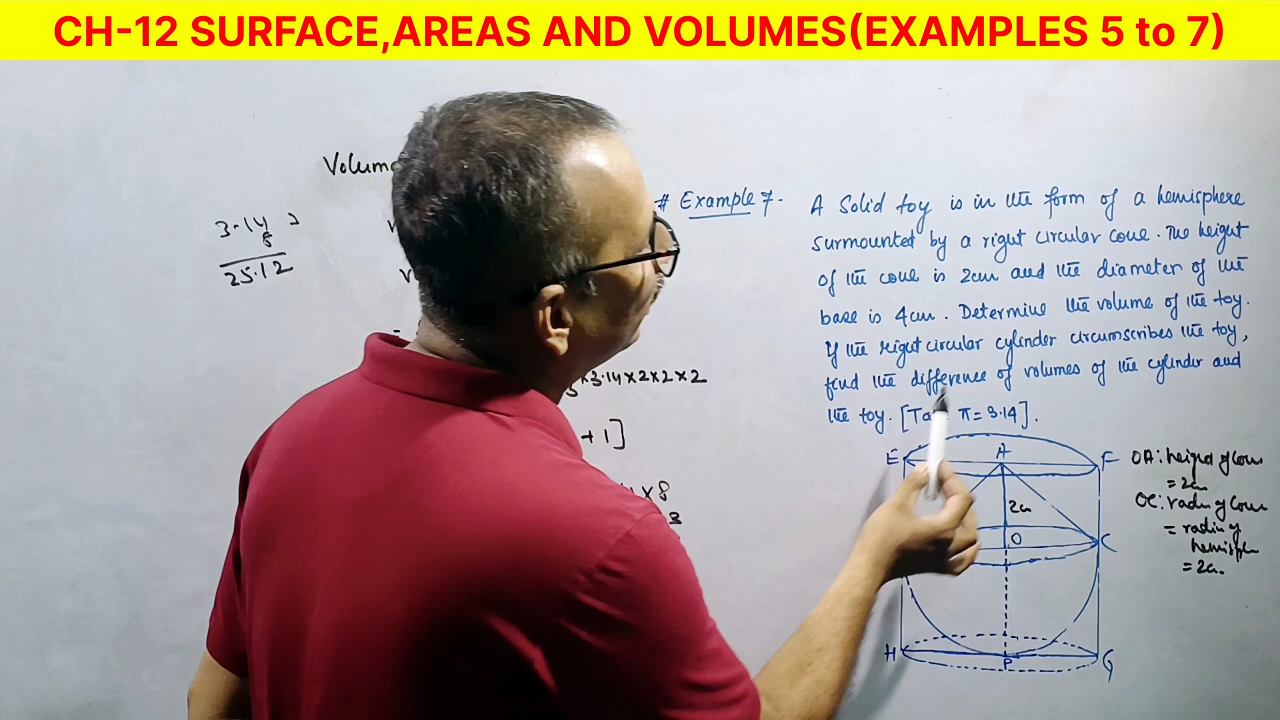 CH-12 SURFACE,AREAS AND VOLUMES(EXAMPLES 5 to 7)
Volume
3.14
8
25.12
×3.14×2×2×2
+1]
×8
# Example 7.
A Solid toy is in the form of a hemisphere
surmounted by a right circular cone. The height
of the cone is 2cm and the diameter of the
base is 4cm. Determine the volume of the toy.
If the right circular cylinder circumscribes the toy,
find the difference of volumes of the cylinder and
the toy. [Ta π=3.14].
E A F
2cm
O C
H P G
OA: height of cone
= 2cm
OC: radius of cone
= radius of
hemisphe
= 2cm.